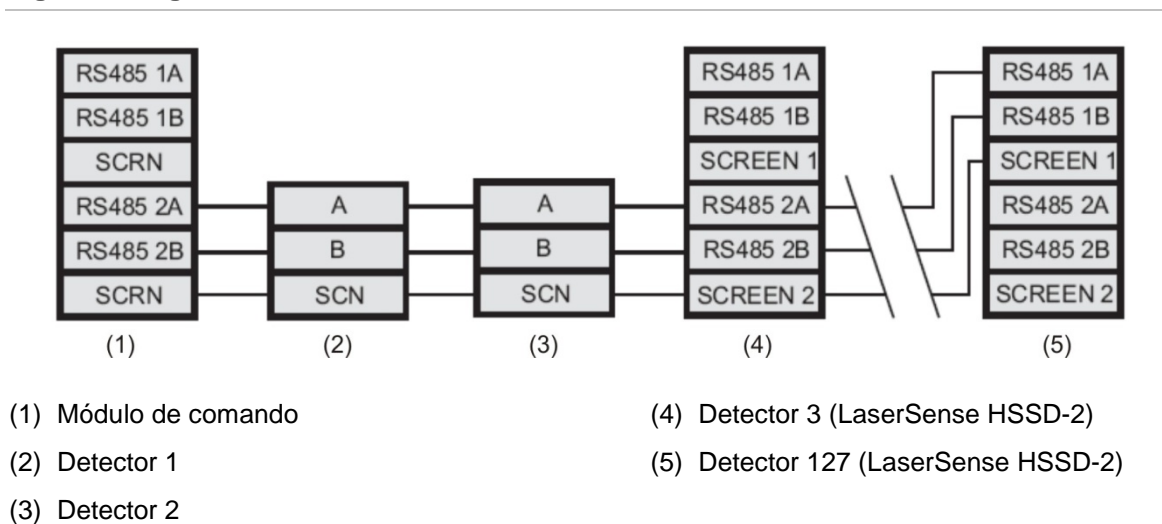 RS485 1A
RS485 1B
SCRN
RS485 2A
RS485 2B
SCRN
(1)
A
B
SCN
(2)
A
B
SCN
(3)
RS485 1A
RS485 1B
SCREEN 1
RS485 2A
RS485 2B
SCREEN 2
(4)
RS485 1A
RS485 1B
SCREEN 1
RS485 2A
RS485 2B
SCREEN 2
(5)
(1) Módulo de comando
(2) Detector 1
(3) Detector 2
(4) Detector 3 (LaserSense HSSD-2)
(5) Detector 127 (LaserSense HSSD-2)